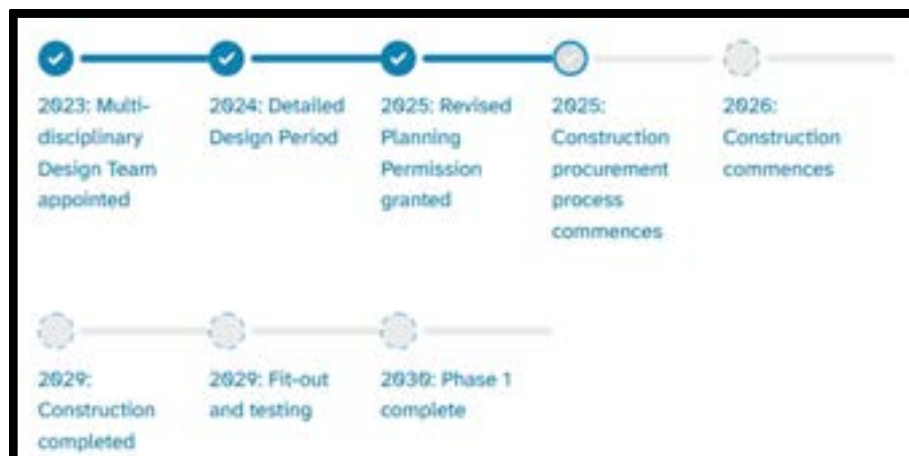 2023: Multi-
disciplinary
Design Team
appointed
2024: Detailed
Design Period
2025: Revised
Planning
Permission
granted
2025:
Construction
procurement
process
commences
2026:
Construction
commences
2029:
Construction
completed
2029: Fit-out
and testing
2030: Phase 1
complete